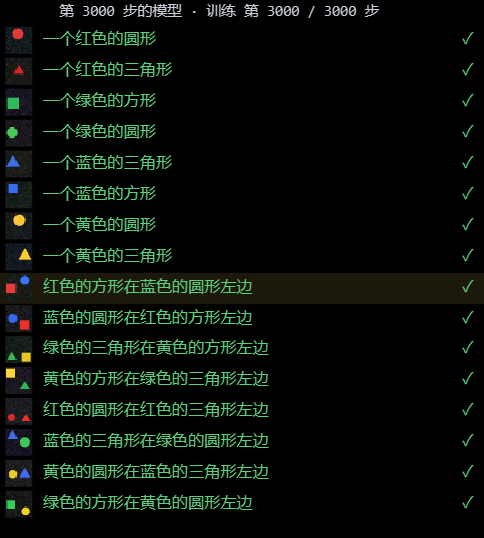 第 3000 步的模型 · 训练 第 3000 / 3000 步
一个红色的圆形 ✓
一个红色的三角形 ✓
一个绿色的方形 ✓
一个绿色的圆形 ✓
一个蓝色的三角形 ✓
一个蓝色的方形 ✓
一个黄色的圆形 ✓
一个黄色的三角形 ✓
红色的方形在蓝色的圆形左边 ✓
蓝色的圆形在红色的方形左边 ✓
绿色的三角形在黄色的方形左边 ✓
黄色的方形在绿色的三角形左边 ✓
红色的圆形在红色的三角形左边 ✓
蓝色的三角形在绿色的圆形左边 ✓
黄色的圆形在蓝色的三角形左边 ✓
绿色的方形在黄色的圆形左边 ✓